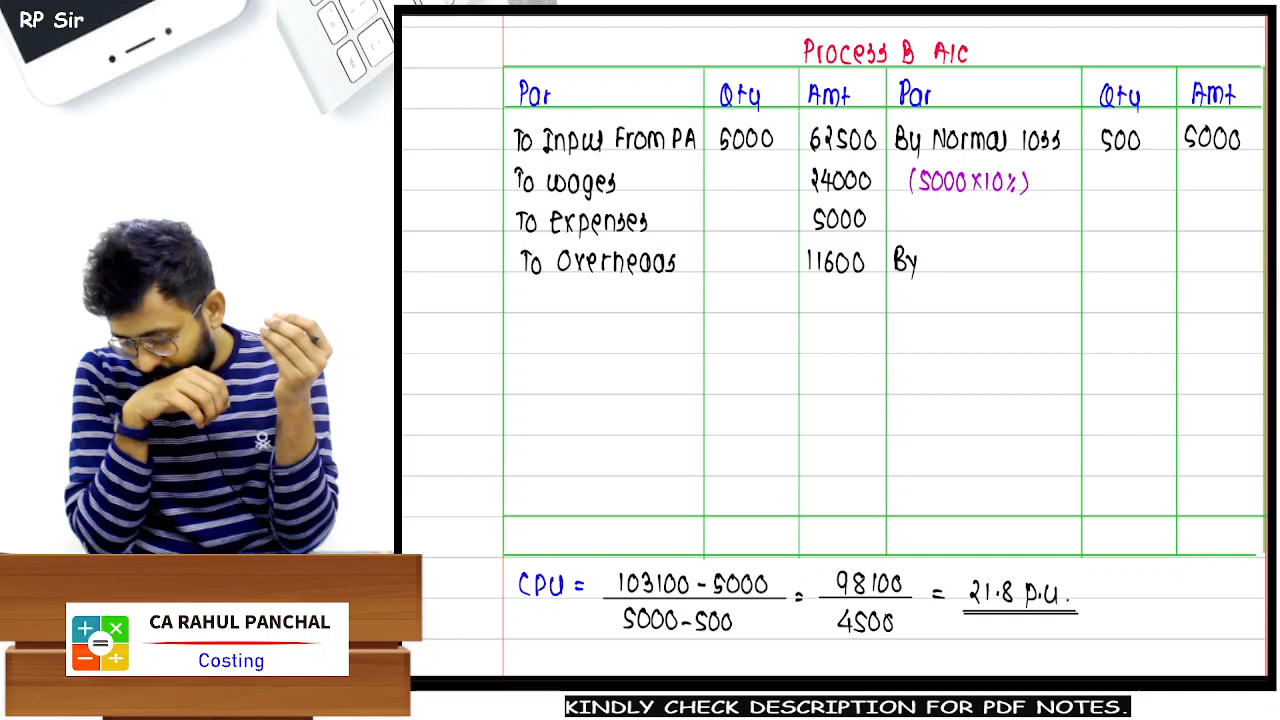 RP Sir
Process B A/C
Par Qty Amt Par Qty Amt
To Input From PA 5000 62500 By Normal loss 500 5000
To wages 24000 (5000×10%)
To Expenses 5000
To Overheads 11600 By
CPU = 103100 - 5000 / 5000 - 500 = 98100 / 4500 = 21.8 P.U.
CA RAHUL PANCHAL
Costing
KINDLY CHECK DESCRIPTION FOR PDF NOTES.